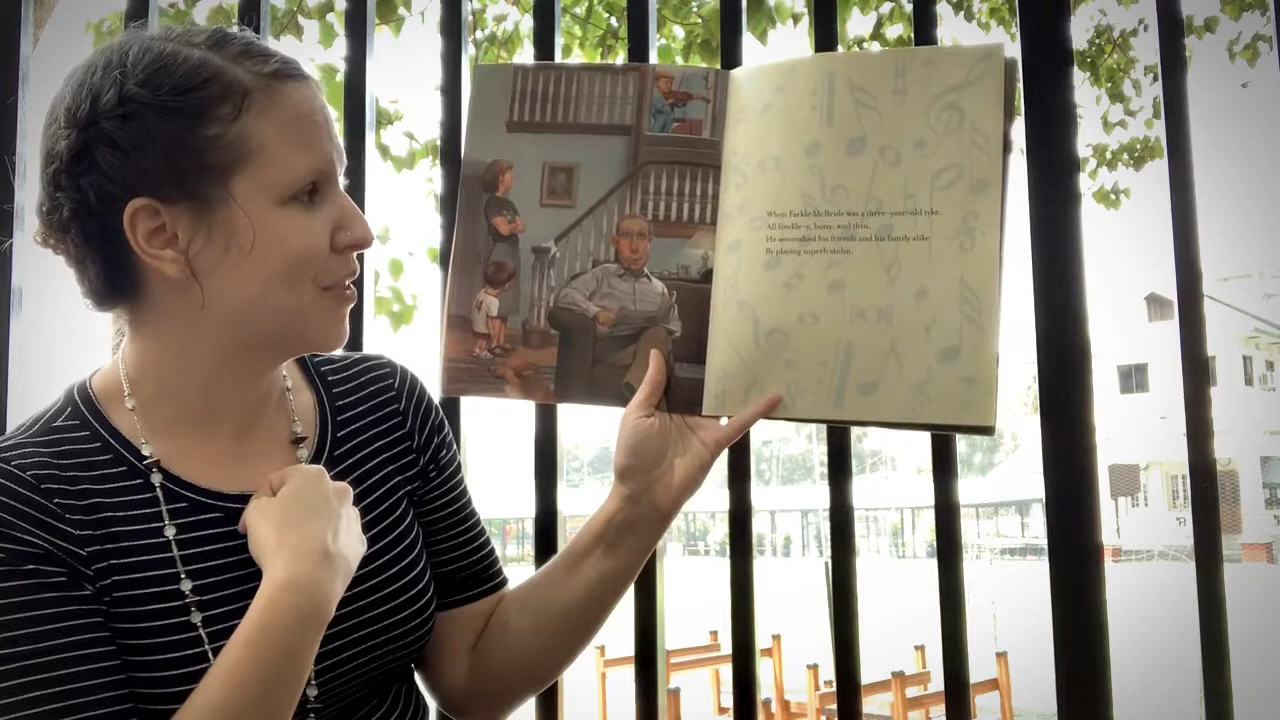 When Farkle McBride was a three-year-old tyke,
All freckle-y, bony, and thin,
He astonished his friends and his family alike
By playing superb violin.